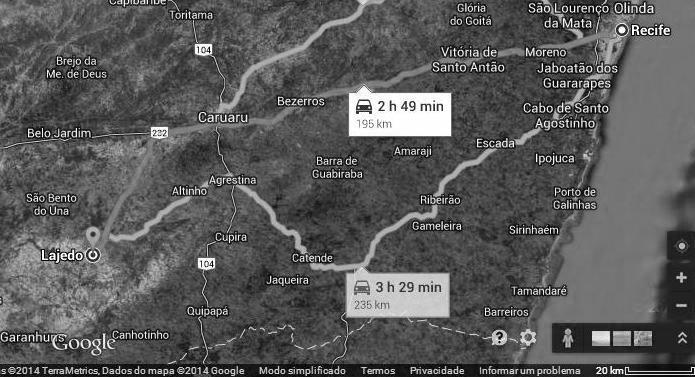 Capibaribe
Toritama
Glória
do Goitá
São Lourenço
da Mata
Olinda
Recife
104
Brejo da
Me. de Deus
Vitória de
Santo Antão
Moreno
Jaboatão dos
Guararapes
2 h 49 min
195 km
Bezerros
Caruaru
Cabo de Santo
Agostinho
Belo Jardim
232
Escada
Amaraji
Ipojuca
Barra de
Guabiraba
Agrestina
Altinho
São Bento
do Una
Ribeirão
Porto de
Galinhas
Gameleira
Sirinhaém
Cupira
Lajedo
Catende
104
Jaqueira
3 h 29 min
235 km
Tamandaré
Quipapá
Barreiros
Garanhuns
Google
Canhotinho
?
+
−
s ©2014 TerraMetrics, Dados do mapa ©2014 Google Modo simplificado Termos Privacidade Informar um problema 20 km